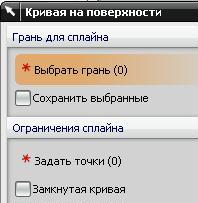 Кривая на поверхности
Грань для сплайна
* Выбрать грань (0)
Сохранить выбранные
Ограничения сплайна
* Задать точки (0)
Замкнутая кривая